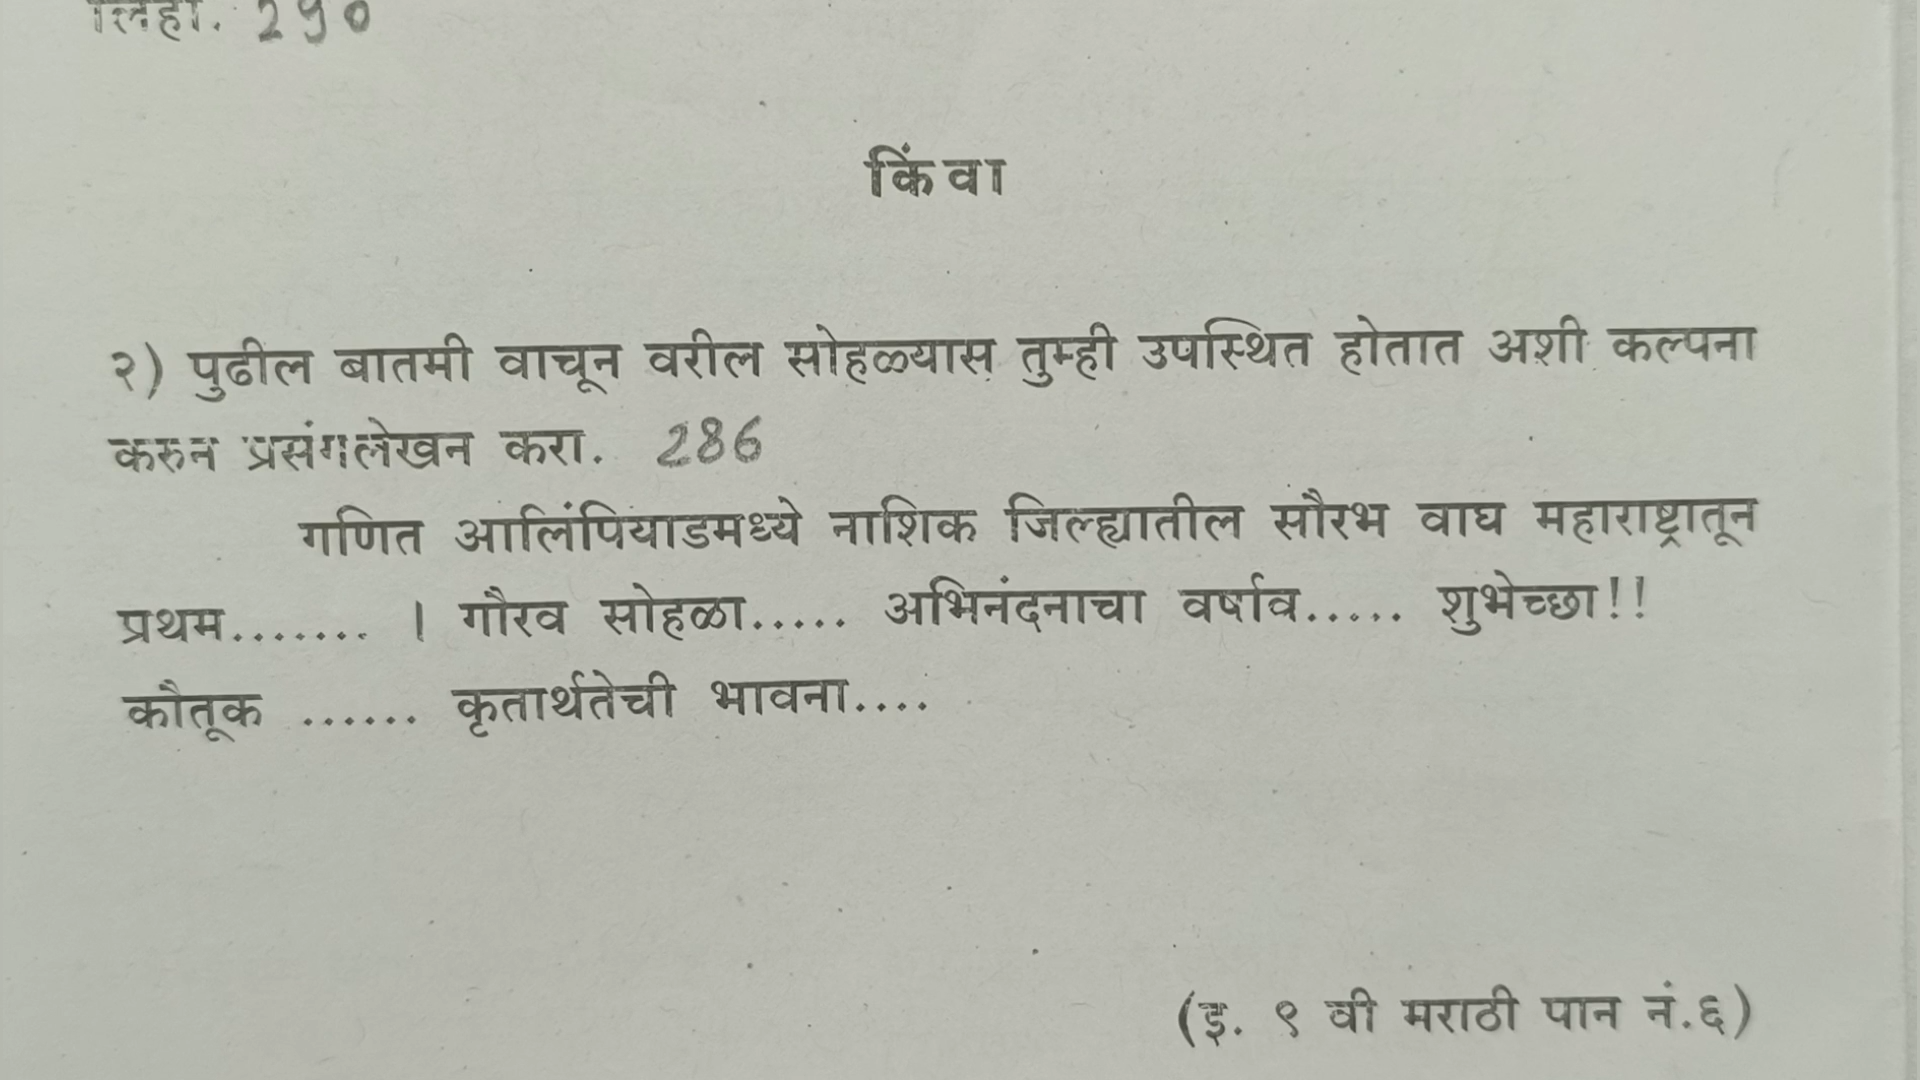 लिहा. 290
किंवा
२) पुढील बातमी वाचून वरील सोहळ्यास तुम्ही उपस्थित होतात अशी कल्पना
करुन प्रसंगलेखन करा. 286
गणित आलिंपियाडमध्ये नाशिक जिल्ह्यातील सौरभ वाघ महाराष्ट्रातून
प्रथम....... । गौरव सोहळा..... अभिनंदनाचा वर्षाव..... शुभेच्छा!!
कौतूक ...... कृतार्थतेची भावना....
(इ. ९ वी मराठी पान नं.६)